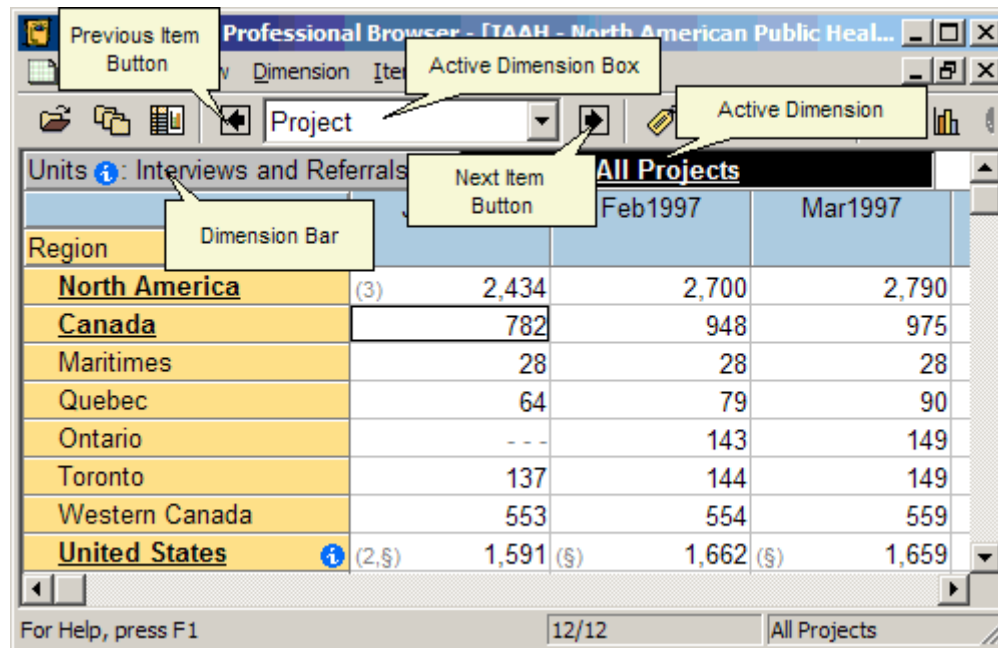 Professional Browser - [IAAH - North American Public Heal...
Previous Item
Button
Dimension
Active Dimension Box
Project
Active Dimension
Units i: Interviews and Referrals
Next Item
Button
All Projects
Dimension Bar
Feb1997 Mar1997
Region
North America (3) 2,434 2,700 2,790
Canada 782 948 975
Maritimes 28 28 28
Quebec 64 79 90
Ontario - - - 143 149
Toronto 137 144 149
Western Canada 553 554 559
United States i (2,§) 1,591 (§) 1,662 (§) 1,659
For Help, press F1 12/12 All Projects